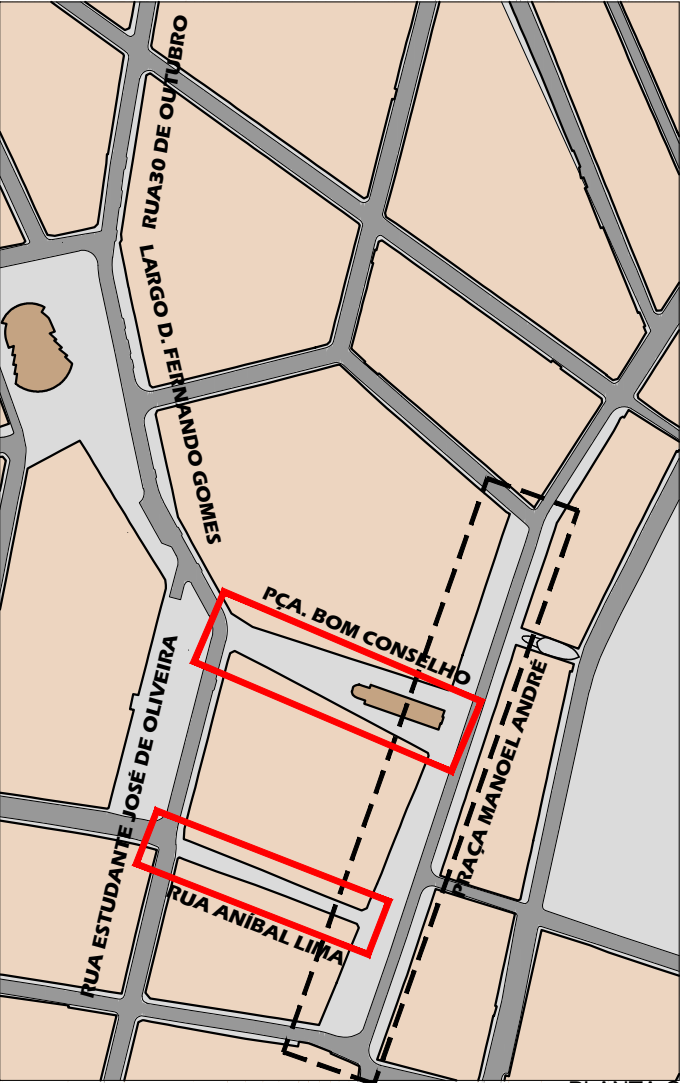 RUA30 DE OUTUBRO
LARGO D. FERNANDO GOMES
PÇA. BOM CONSELHO
RUA ESTUDANTE JOSÉ DE OLIVEIRA
PRAÇA MANOEL ANDRÉ
RUA ANÍBAL LIMA